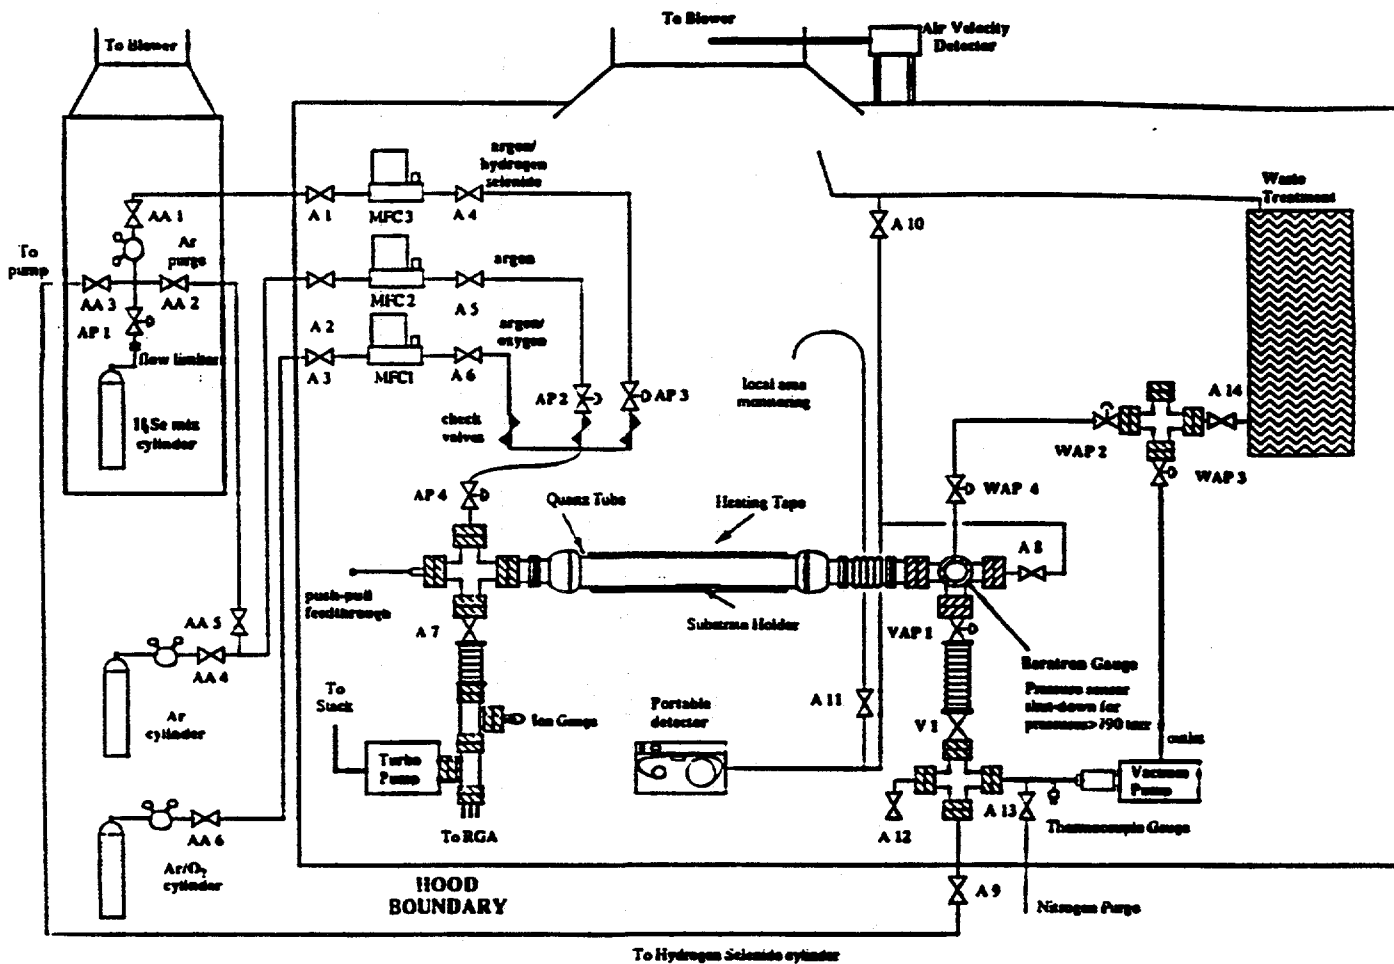 To Blower
To Blower
Air Velocity
Detector
argon/
hydrogen
selenide
Waste
Treatment
AA 1
A 1
MFC3
A 4
A 10
To
pump
Ar
purge
argon
AA 3
AA 2
MFC2
A 5
AP 1
A 2
argon/
oxygen
flow limiter
A 3
MFC1
A 6
local area
monitoring
A 14
H2Se mix
cylinder
AP 2
AP 3
check
valves
WAP 2
WAP 3
AP 4
Quartz Tube
Heating Tape
WAP 4
A 8
push-pull
feedthrough
AA 5
A 7
Substrate Holder
VAP 1
AA 4
Baratron Gauge
Pressure sensor
shut-down for
pressures>790 torr
To
Stack
Ion Gauge
Portable
detector
A 11
V 1
outlet
Ar
cylinder
Turbo
Pump
Vacuum
Pump
AA 6
To RGA
A 12
A 13
Thermocouple Gauge
Ar/O2
cylinder
HOOD
BOUNDARY
A 9
Nitrogen Purge
To Hydrogen Selenide cylinder